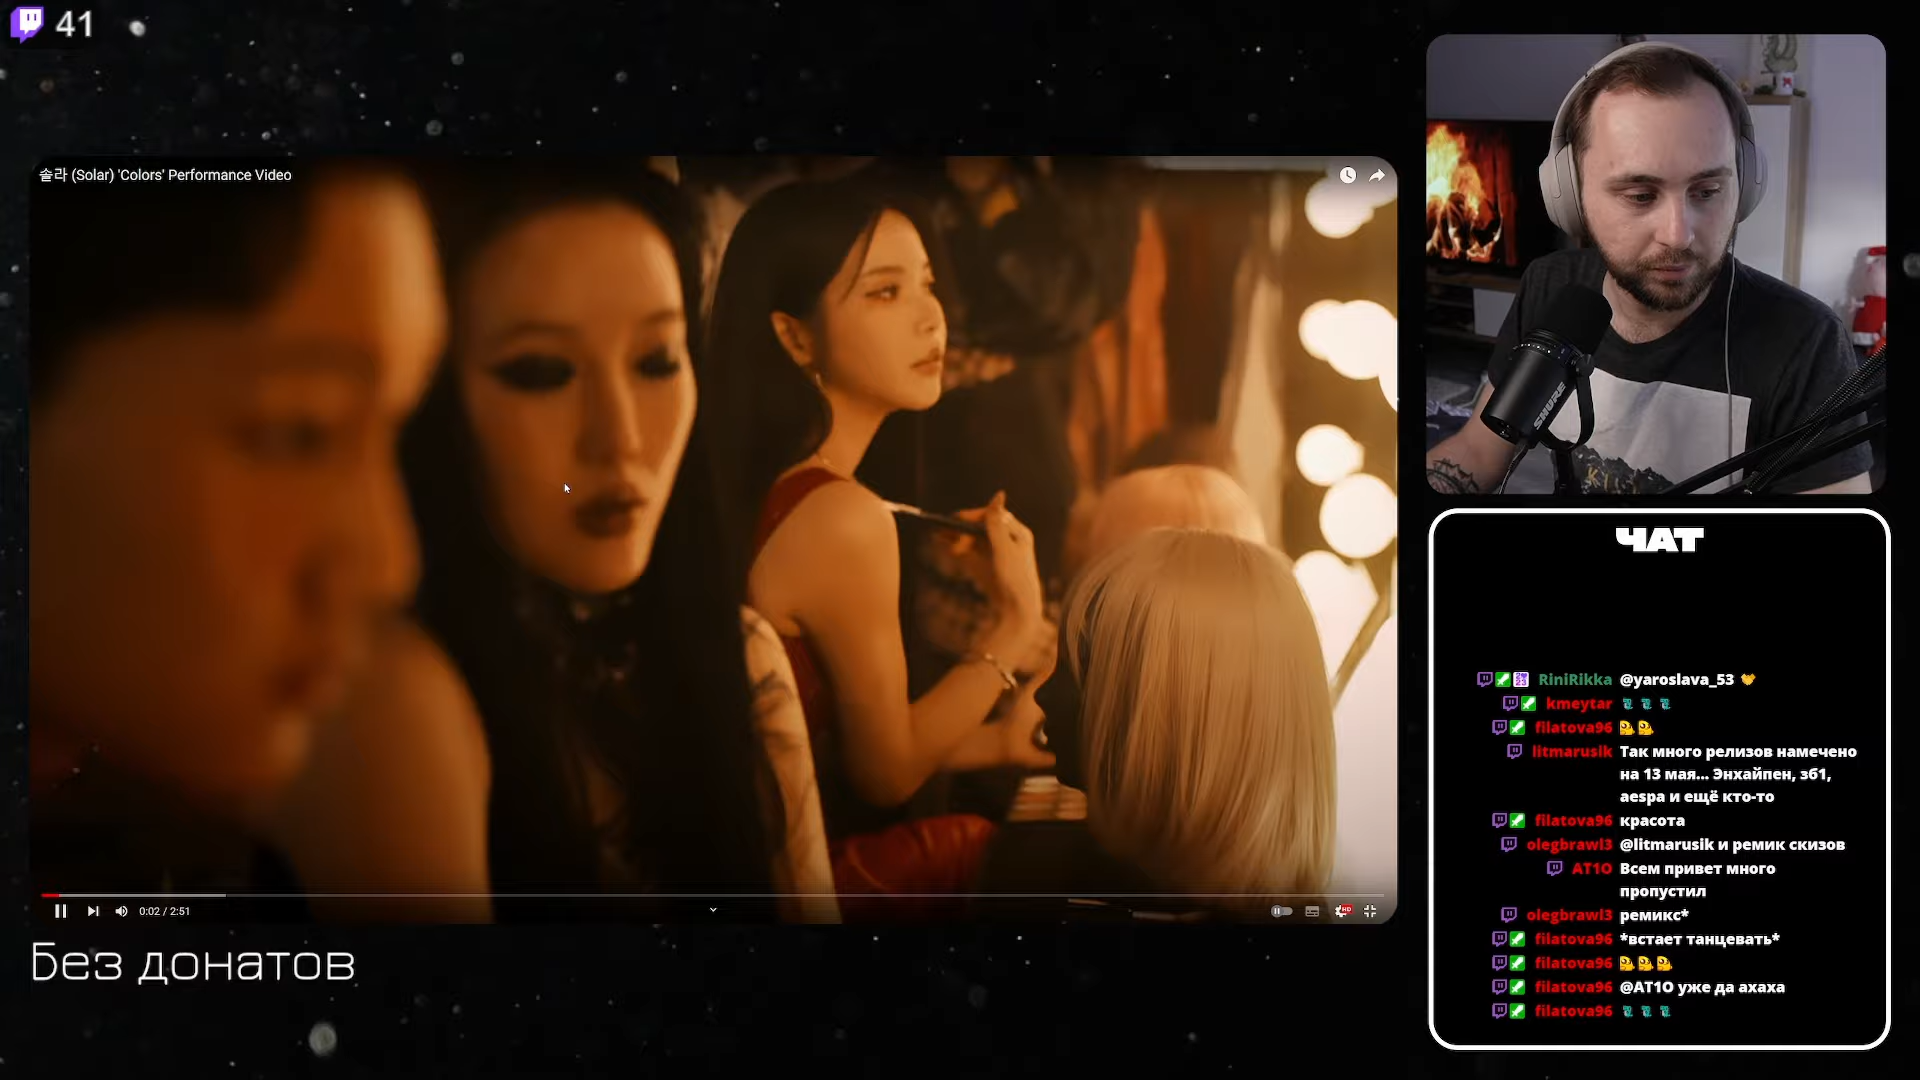 41
솔라 (Solar) 'Colors' Performance Video
0:02 / 2:51
HD
Без донатов
SHURE
ЧАТ
RiniRikka @yaroslava_53
kmeytar
filatova96
litmarusik Так много релизов намечено
на 13 мая... Энхайпен, зб1,
aespa и ещё кто-то
filatova96 красота
olegbrawl3 @litmarusik и ремик скизов
AT1O Всем привет много
пропустил
olegbrawl3 ремикс*
filatova96 *встает танцевать*
filatova96
filatova96 @AT1O уже да ахаха
filatova96